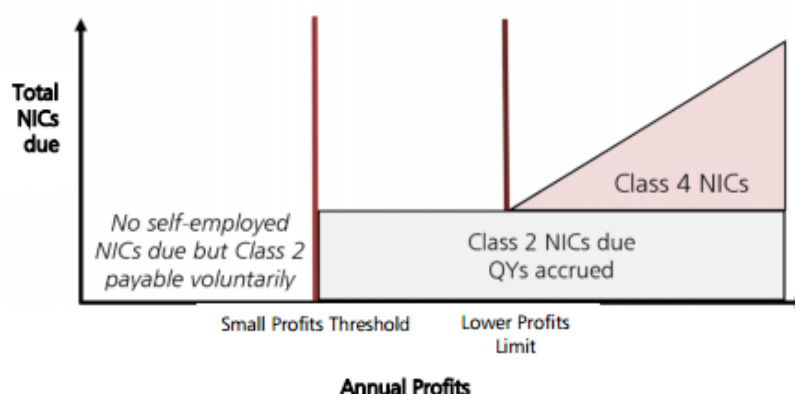 Total
NICs
due
No self-employed
NICs due but Class 2
payable voluntarily
Class 4 NICs
Class 2 NICs due
QYs accrued
Small Profits Threshold
Lower Profits
Limit
Annual Profits